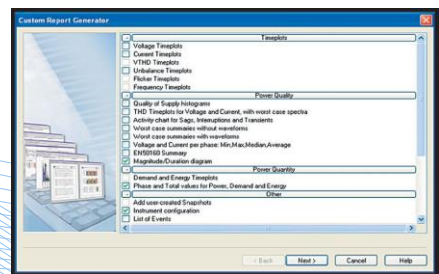 Custom Report Generator
Timeplots
Voltage Timeplots
Current Timeplots
VTHD Timeplots
Unbalance Timeplots
Flicker Timeplots
Frequency Timeplots
Power Quality
Quality of Supply histograms
THD Timeplots for Voltage and Current, with worst case spectra
Activity chart for Sags, Interruptions and Transients
Worst case summaries without waveforms
Worst case summaries with waveforms
Voltage and Current per phase: Min,Max,Median,Average
EN50160 Summary
Magnitude/Duration diagram
Power Quantity
Demand and Energy Timeplots
Phase and Total values for Power, Demand and Energy
Other
Add user-created Snapshots
Instrument configuration
List of Events
< Back
Next >
Cancel
Help